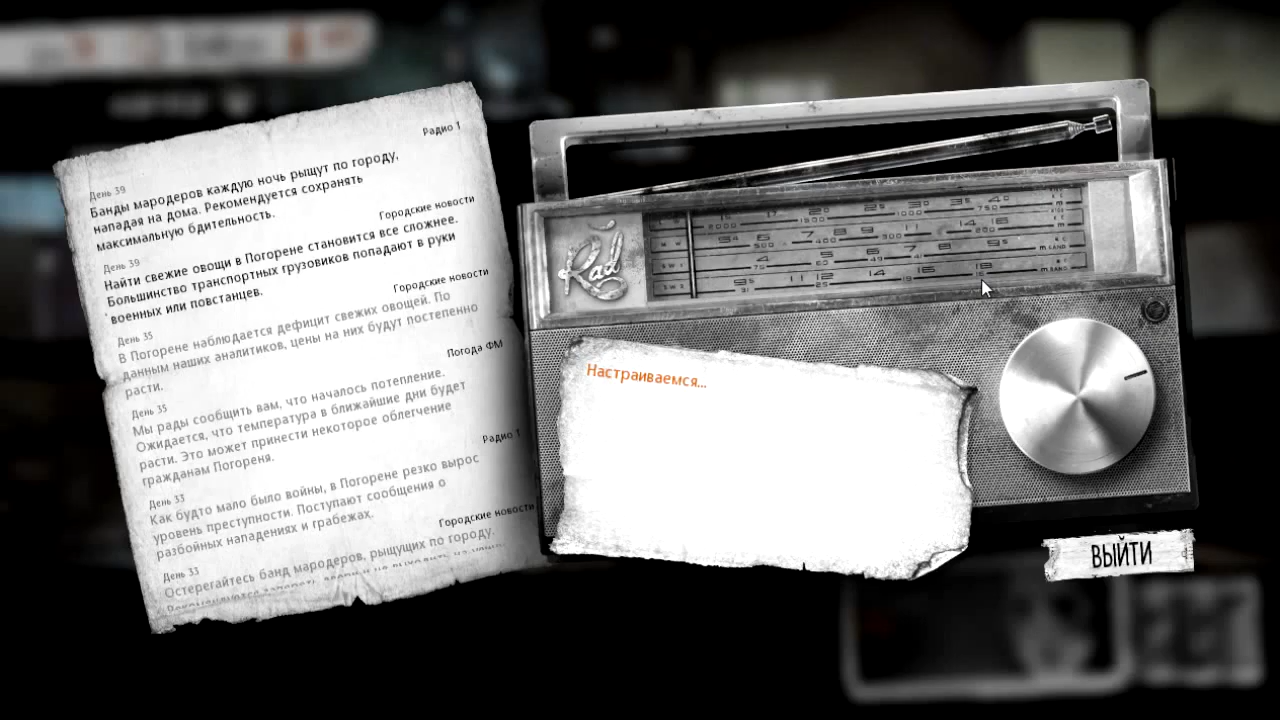 Радио 1
День 39
Банды мародеров каждую ночь рыщут по городу,
нападая на дома. Рекомендуется сохранять
максимальную бдительность.
Городские новости
День 39
Найти свежие овощи в Погорене становится все сложнее.
Большинство транспортных грузовиков попадают в руки
военных или повстанцев.
Городские новости
День 35
В Погорене наблюдается дефицит свежих овощей. По
данным наших аналитиков, цены на них будут постепенно
расти.
Погода ФМ
День 35
Мы рады сообщить вам, что началось потепление.
Ожидается, что температура в ближайшие дни будет
расти. Это может принести некоторое облегчение
гражданам Погореня.
Радио 1
День 33
Как будто мало было войны, в Погорене резко вырос
уровень преступности. Поступают сообщения о
разбойных нападениях и грабежах.
Городские новости
День 33
Остерегайтесь банд мародеров, рыщущих по городу.
Rad
Настраиваемся...
ВЫЙТИ